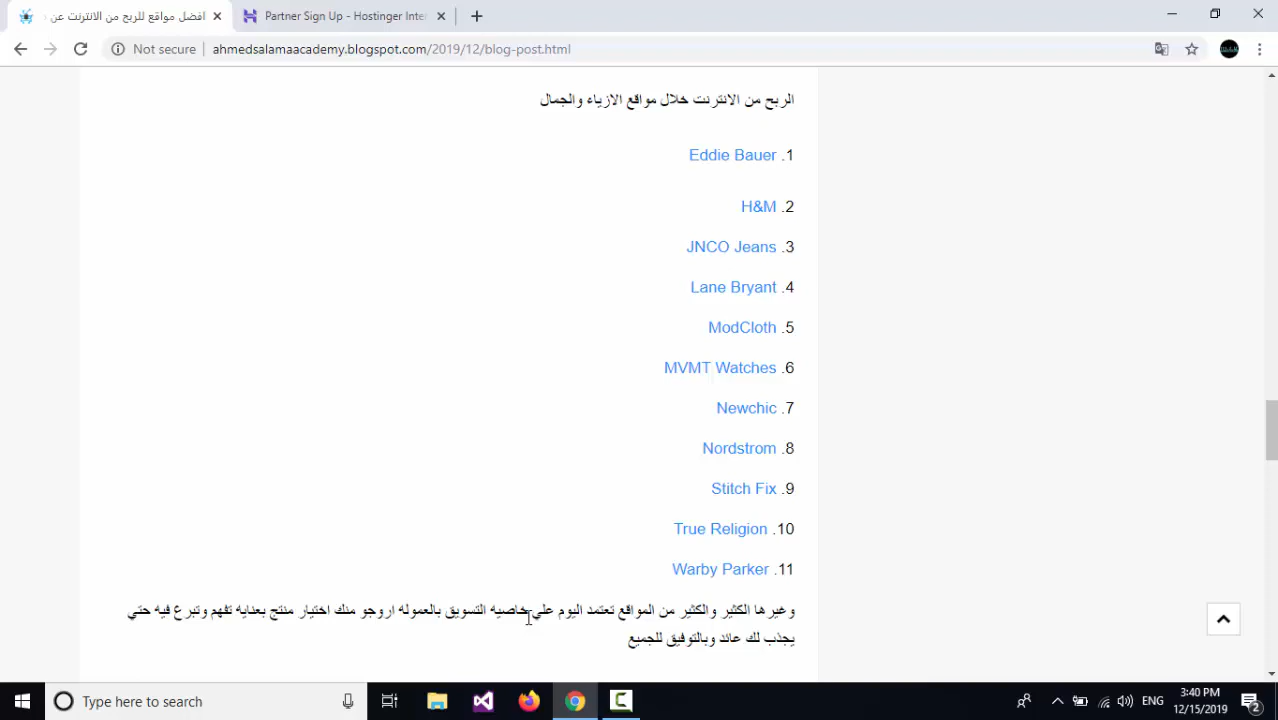 افضل مواقع للربح من الانترنت عن
Partner Sign Up - Hostinger Inter
Not secure
ahmedsalamaacademy.blogspot.com/2019/12/blog-post.html
الربح من الانترنت خلال مواقع الازياء والجمال
1. Eddie Bauer
2. H&M
3. JNCO Jeans
4. Lane Bryant
5. ModCloth
6. MVMT Watches
7. Newchic
8. Nordstrom
9. Stitch Fix
10. True Religion
11. Warby Parker
وغيرها الكثير والكثير من المواقع تعتمد اليوم علي خاصيه التسويق بالعموله اروجو منك اختيار منتج بعنايه تفهم وتبرع فيه حتي
يجذب لك عائد وبالتوفيق للجميع
Type here to search
ENG
3:40 PM
12/15/2019
2